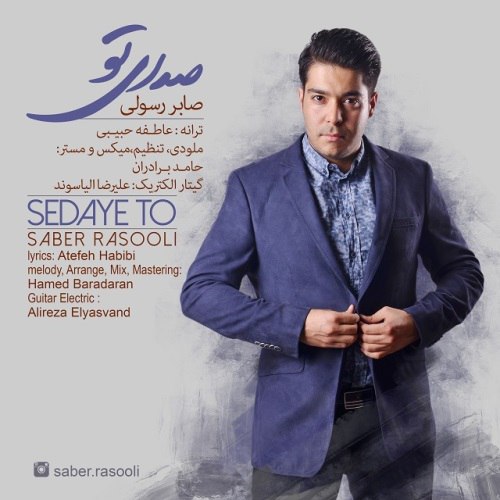 صدای تو
صابر رسولی
ترانه : عاطفه حبیبی
ملودی، تنظیم،میکس و مستر:
حامد برادران
گیتار الکتریک: علیرضا الیاسوند
SEDAYE TO
SABER RASOOLI
lyrics: Atefeh Habibi
melody, Arrange, Mix, Mastering:
Hamed Baradaran
Guitar Electric :
Alireza Elyasvand
saber.rasooli